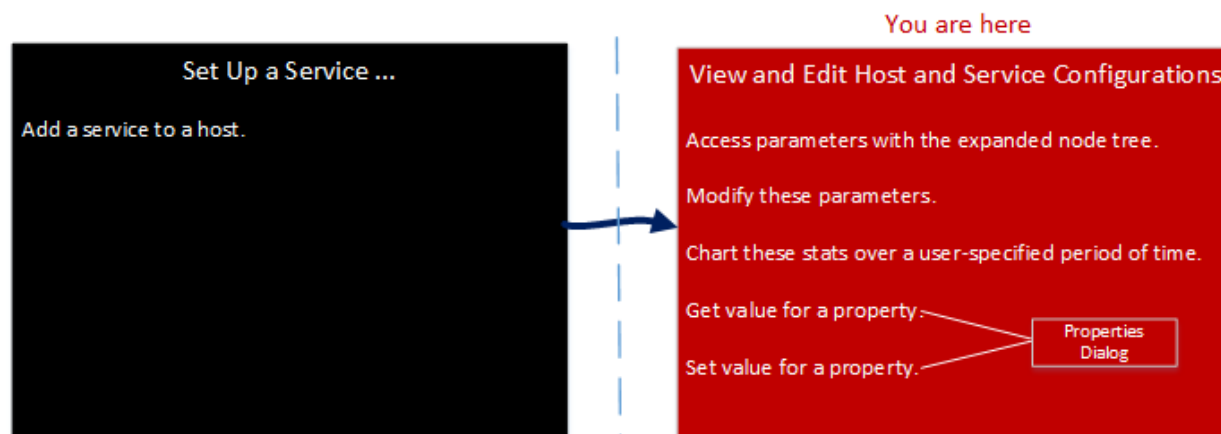 You are here
Set Up a Service ...
Add a service to a host.
View and Edit Host and Service Configurations
Access parameters with the expanded node tree.
Modify these parameters.
Chart these stats over a user-specified period of time.
Get value for a property.
Set value for a property.
Properties
Dialog